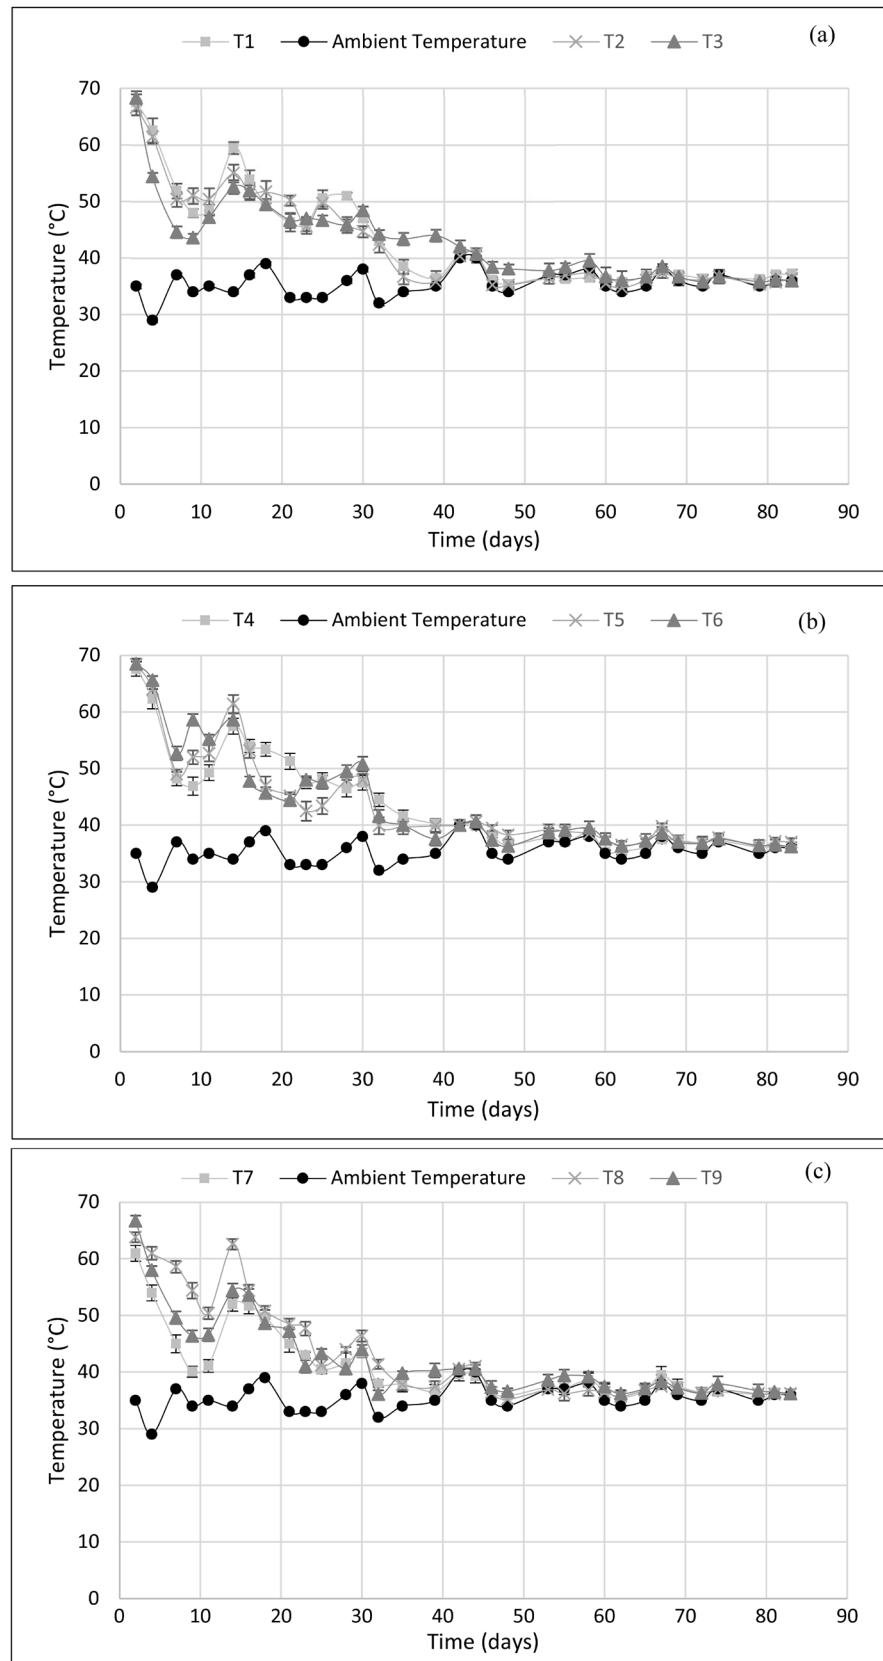 (a)
T1 Ambient Temperature T2 T3
70
60
50
40
30
20
10
0
Temperature (°C)
0 10 20 30 40 50 60 70 80 90
Time (days)
(b)
T4 Ambient Temperature T5 T6
70
60
50
40
30
20
10
0
Temperature (°C)
0 10 20 30 40 50 60 70 80 90
Time (days)
(c)
T7 Ambient Temperature T8 T9
70
60
50
40
30
20
10
0
Temperature (°C)
0 10 20 30 40 50 60 70 80 90
Time (days)